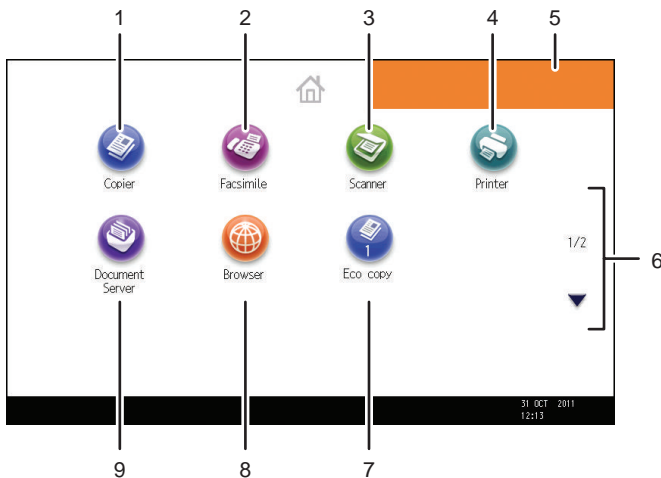 1 2 3 4 5
Copier Facsimile Scanner Printer
1/2
6
Document Server Browser Eco copy
1
31 OCT 2011
12:13
9 8 7